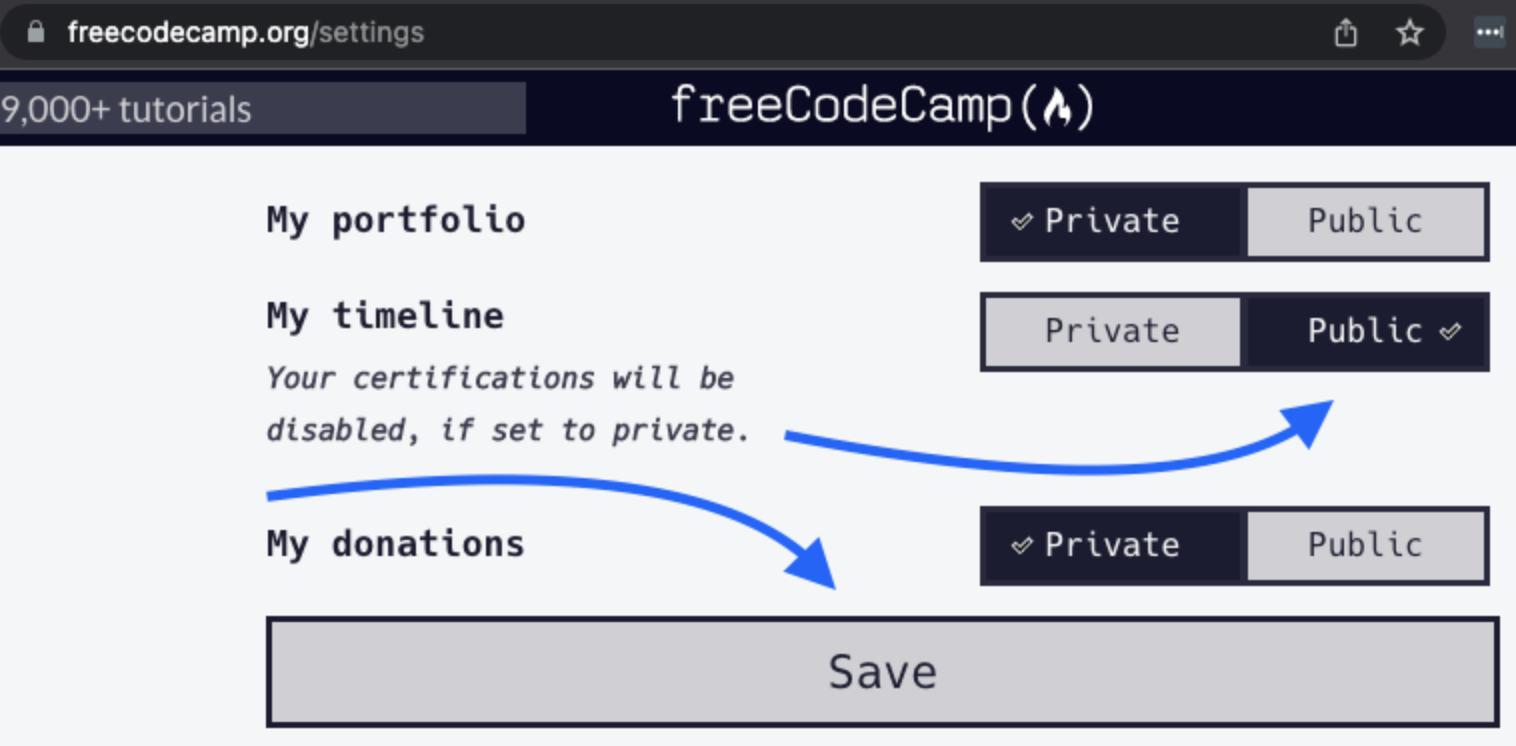 freecodecamp.org/settings
9,000+ tutorials
freeCodeCamp
My portfolio
Private
Public
My timeline
Private
Public
Your certifications will be
disabled, if set to private.
My donations
Private
Public
Save